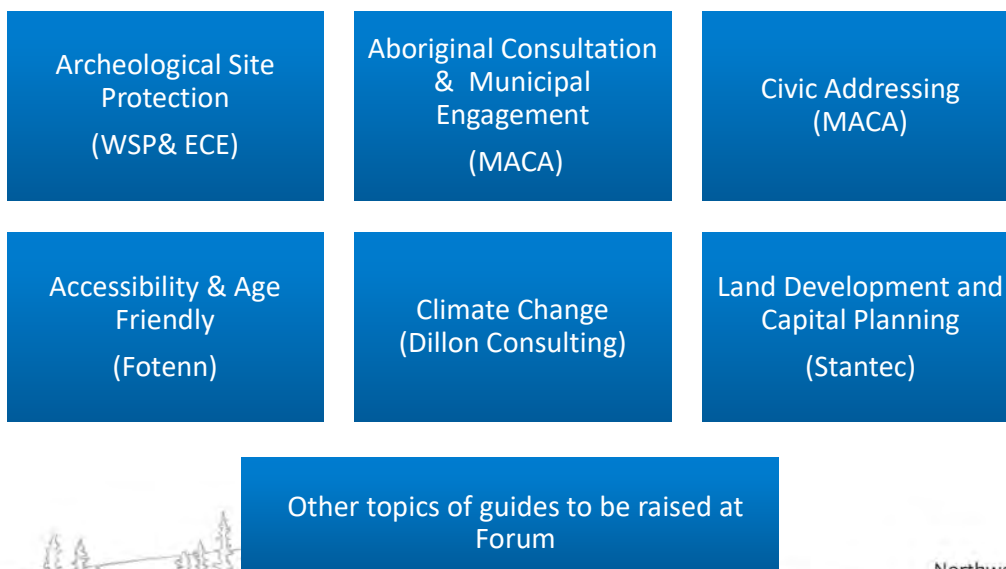 Archeological Site
Protection
(WSP& ECE)
Aboriginal Consultation
& Municipal
Engagement
(MACA)
Civic Addressing
(MACA)
Accessibility & Age
Friendly
(Fotenn)
Climate Change
(Dillon Consulting)
Land Development and
Capital Planning
(Stantec)
Other topics of guides to be raised at
Forum